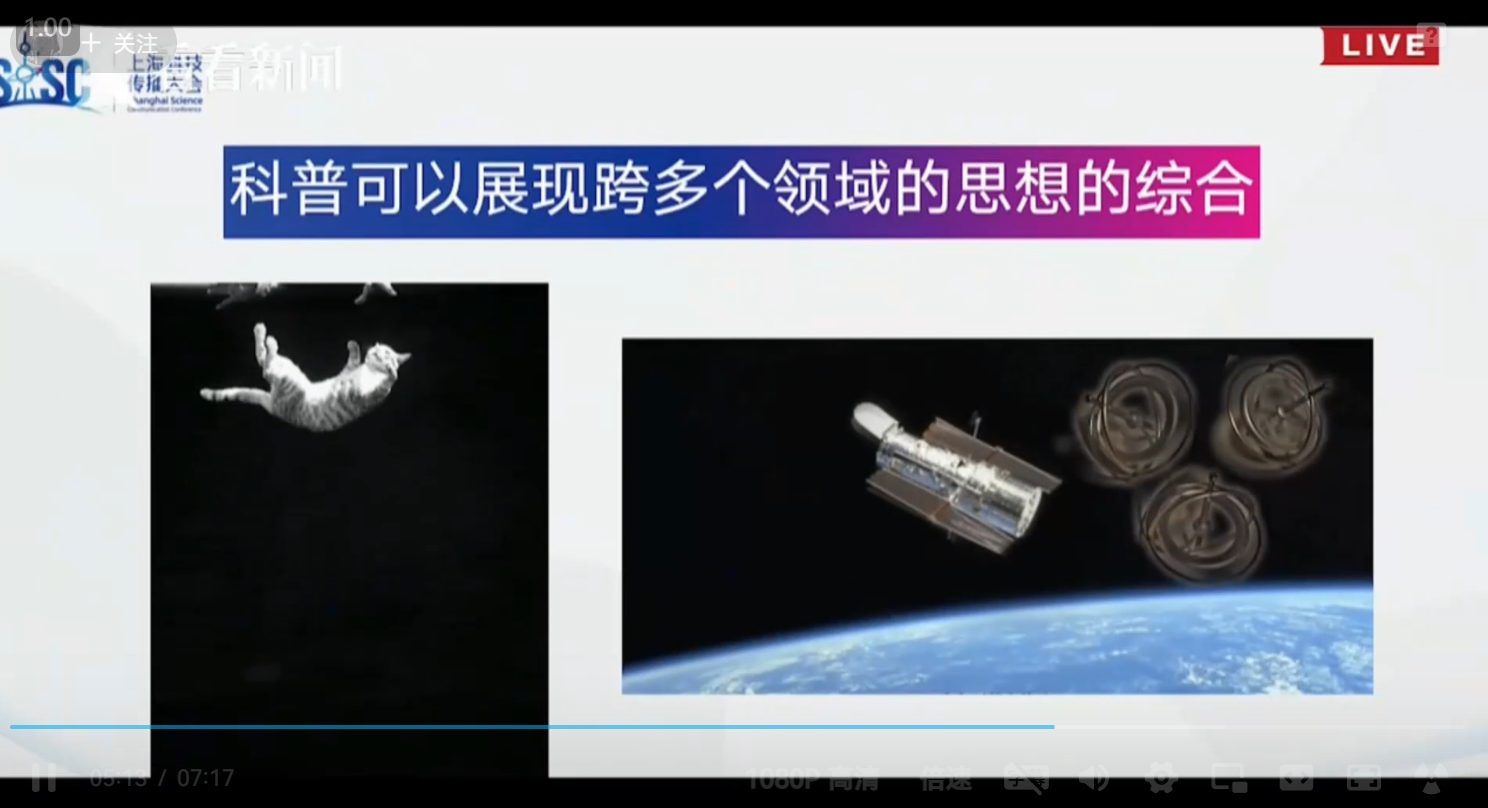 1.00
+ 关注
看看新闻
LIVE
SSC
上海科技
传播大会
Shanghai Science
Communication Conference
科普可以展现跨多个领域的思想的综合
05:15 / 07:17
1080P 高清
倍速